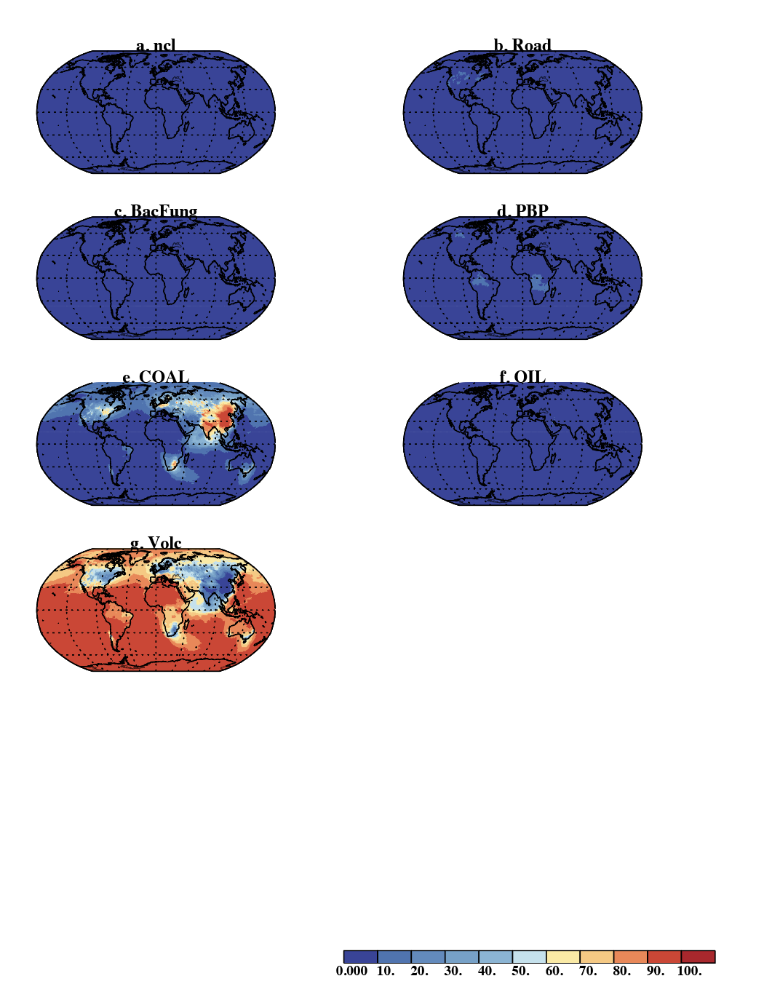 a. ncl
b. Road
c. BacFung
d. PBP
e. COAL
f. OIL
g. Volc
0.000 10. 20. 30. 40. 50. 60. 70. 80. 90. 100.